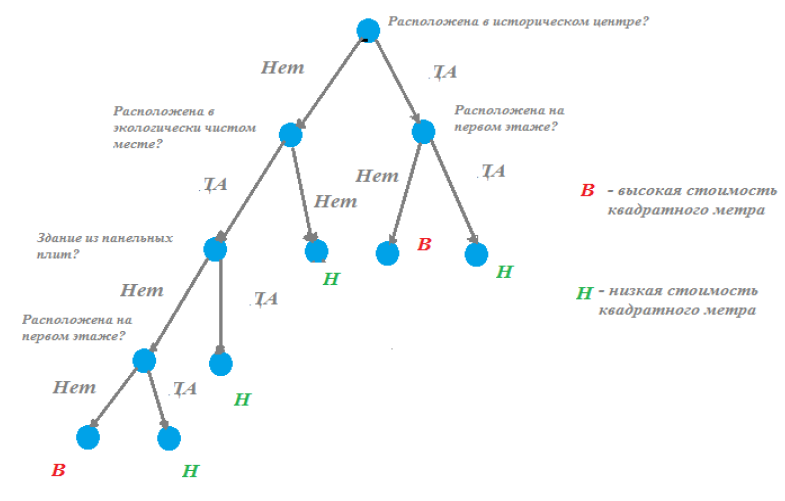 Расположена в историческом центре?
Нет
ДА
Расположена в
экологически чистом
месте?
Расположена на
первом этаже?
ДА
Нет
Нет
ДА
В - высокая стоимость
квадратного метра
Здание из панельных
плит?
Н
В
Н
Нет
ДА
Н - низкая стоимость
квадратного метра
Расположена на
первом этаже?
Нет
ДА
Н
В
Н